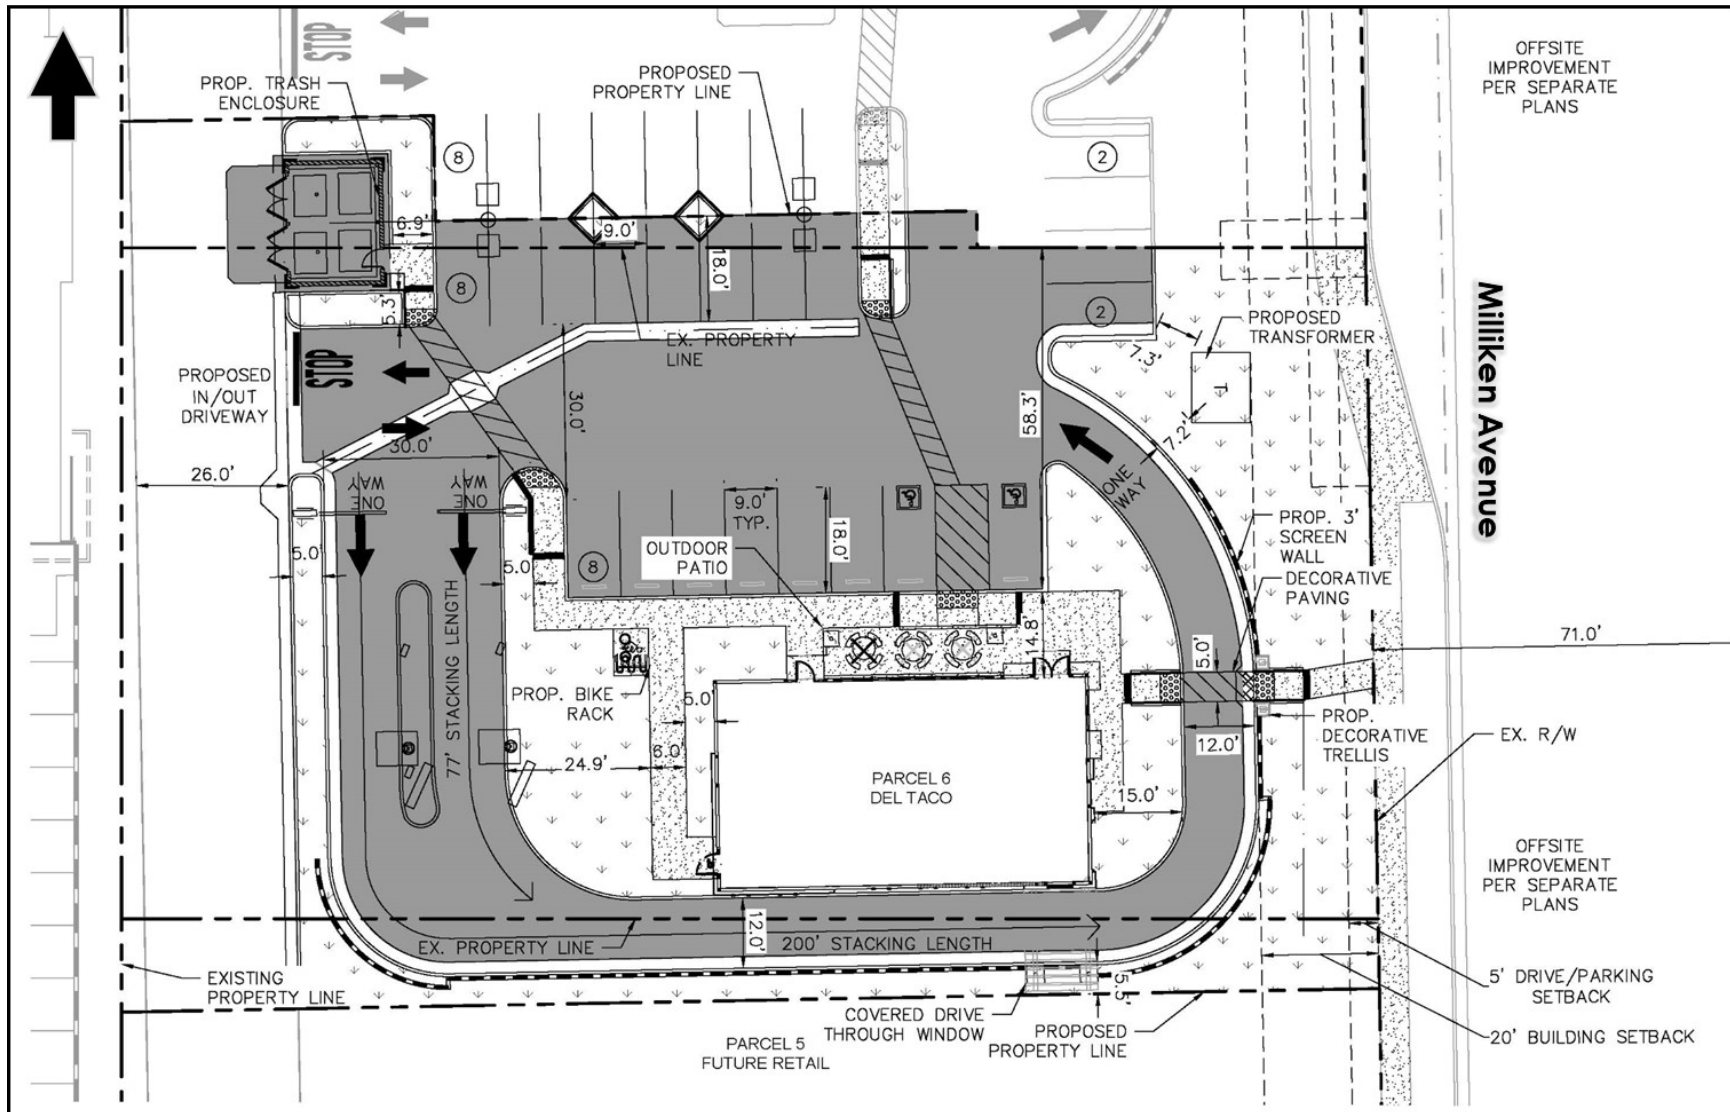 STOP
PROP. TRASH
ENCLOSURE
PROPOSED
PROPERTY LINE
OFFSITE
IMPROVEMENT
PER SEPARATE
PLANS
8
2
6.9'
9.0'
18.0'
5.3'
8
2
EX. PROPERTY
LINE
PROPOSED
TRANSFORMER
7.3'
T
7.2'
STOP
PROPOSED
IN/OUT
DRIVEWAY
30.0'
30.0'
58.3'
Milliken Avenue
26.0'
ONE
WAY
ONE
WAY
ONE
WAY
9.0'
TYP.
18.0'
PROP. 3'
SCREEN
WALL
DECORATIVE
PAVING
OUTDOOR
PATIO
8
5.0'
5.0'
77' STACKING LENGTH
14.8'
5.0'
71.0'
PROP. BIKE
RACK
5.0'
6.0'
24.9'
PARCEL 6
DEL TACO
12.0'
15.0'
PROP.
DECORATIVE
TRELLIS
EX. R/W
OFFSITE
IMPROVEMENT
PER SEPARATE
PLANS
EX. PROPERTY LINE
12.0'
200' STACKING LENGTH
5.5'
EXISTING
PROPERTY LINE
5' DRIVE/PARKING
SETBACK
20' BUILDING SETBACK
COVERED DRIVE
THROUGH WINDOW
PROPOSED
PROPERTY LINE
PARCEL 5
FUTURE RETAIL